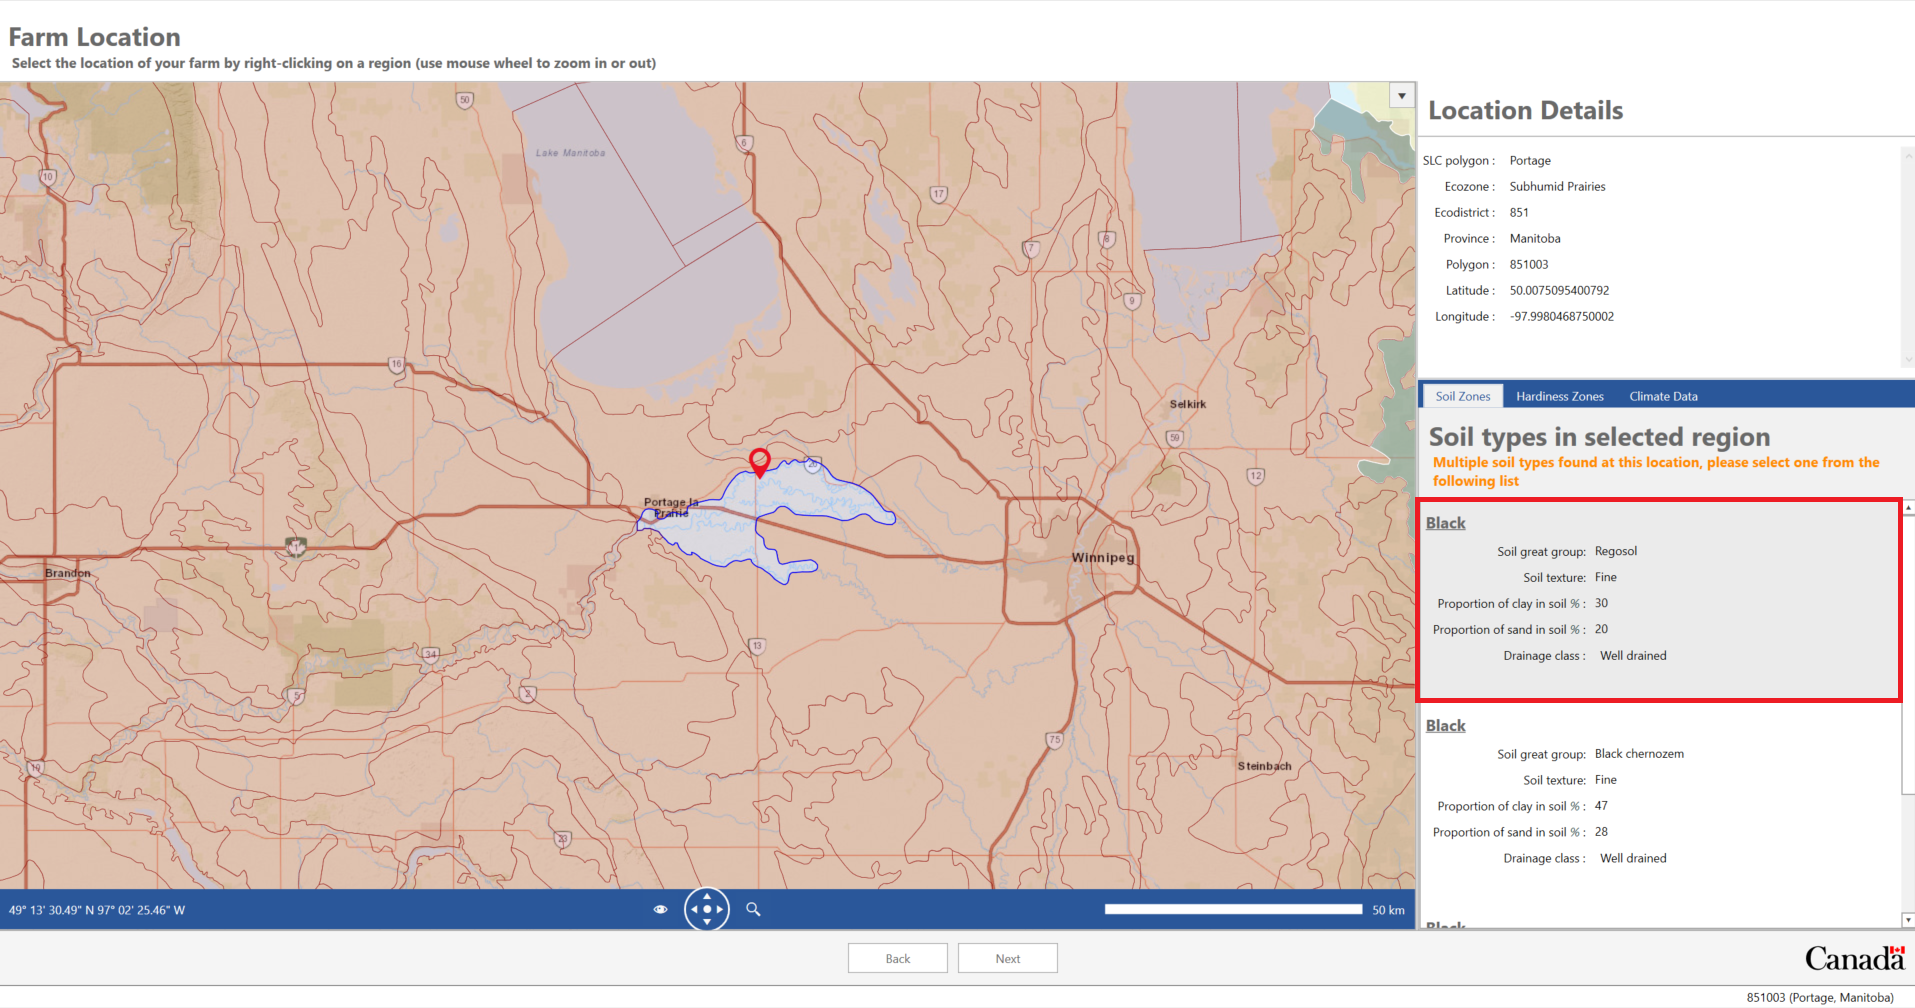 Farm Location
Select the location of your farm by right-clicking on a region (use mouse wheel to zoom in or out)
50
Lake Manitoba
6
10
17
7
8
9
16
Selkirk
59
26
12
Portage la
Prairie
1
Winnipeg
Brandon
13
34
5
2
75
19
Steinbach
23
49° 13' 30.49" N 97° 02' 25.46" W
50 km
Location Details
SLC polygon : Portage
Ecozone : Subhumid Prairies
Ecodistrict : 851
Province : Manitoba
Polygon : 851003
Latitude : 50.0075095400792
Longitude : -97.9980468750002
Soil Zones Hardiness Zones Climate Data
Soil types in selected region
Multiple soil types found at this location, please select one from the
following list
Black
Soil great group: Regosol
Soil texture: Fine
Proportion of clay in soil % : 30
Proportion of sand in soil % : 20
Drainage class : Well drained
Black
Soil great group: Black chernozem
Soil texture: Fine
Proportion of clay in soil % : 47
Proportion of sand in soil % : 28
Drainage class : Well drained
Black
Back Next
Canada
851003 (Portage, Manitoba)